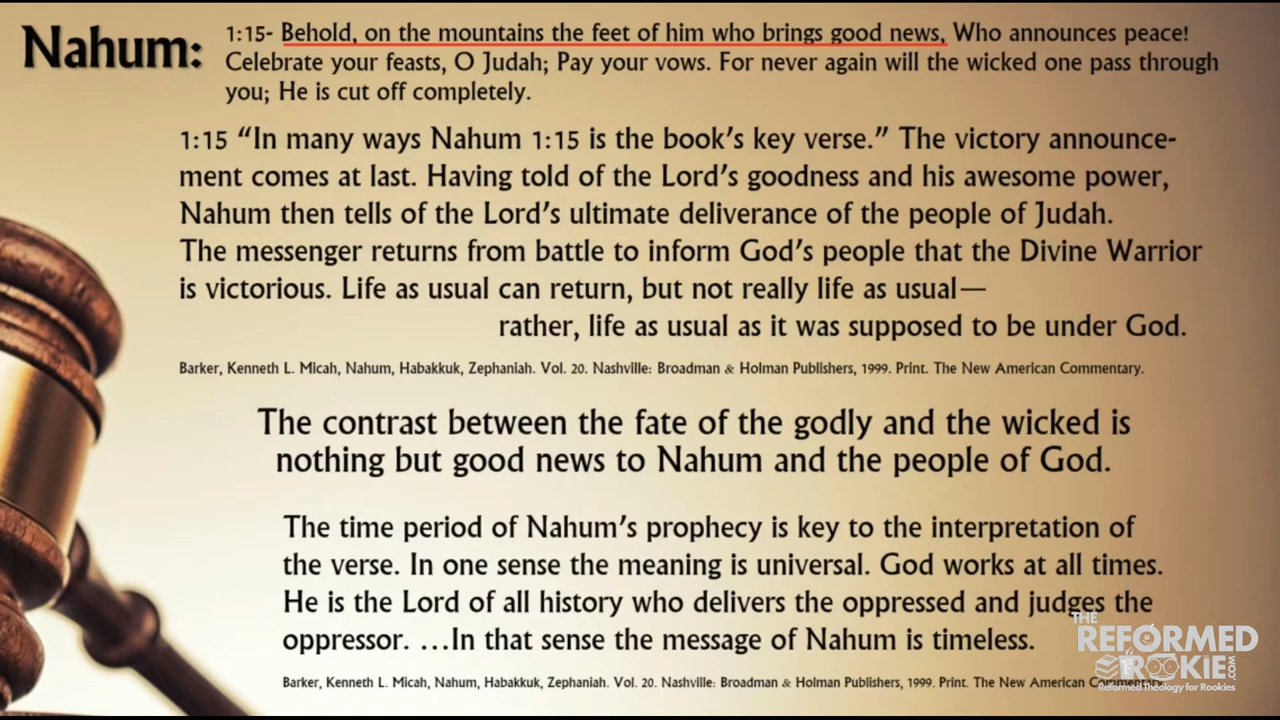 Nahum:
1:15- Behold, on the mountains the feet of him who brings good news, Who announces peace!
Celebrate your feasts, O Judah; Pay your vows. For never again will the wicked one pass through
you; He is cut off completely.
1:15 “In many ways Nahum 1:15 is the book’s key verse.” The victory announce-
ment comes at last. Having told of the Lord’s goodness and his awesome power,
Nahum then tells of the Lord’s ultimate deliverance of the people of Judah.
The messenger returns from battle to inform God’s people that the Divine Warrior
is victorious. Life as usual can return, but not really life as usual—
rather, life as usual as it was supposed to be under God.
Barker, Kenneth L. Micah, Nahum, Habakkuk, Zephaniah. Vol. 20. Nashville: Broadman & Holman Publishers, 1999. Print. The New American Commentary.
The contrast between the fate of the godly and the wicked is
nothing but good news to Nahum and the people of God.
The time period of Nahum’s prophecy is key to the interpretation of
the verse. In one sense the meaning is universal. God works at all times.
He is the Lord of all history who delivers the oppressed and judges the
oppressor. …In that sense the message of Nahum is timeless.
Barker, Kenneth L. Micah, Nahum, Habakkuk, Zephaniah. Vol. 20. Nashville: Broadman & Holman Publishers, 1999. Print. The New American Commentary.
THE
REFORMED
ROOKIE.COM
Reformed Theology for Rookies